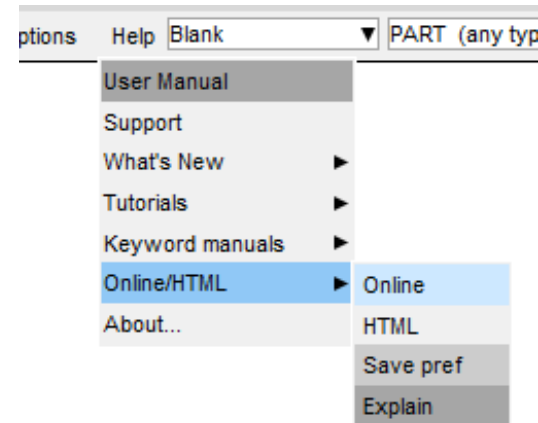 ptions Help Blank ▼ PART (any typ
User Manual
Support
What's New ►
Tutorials ►
Keyword manuals ►
Online/HTML ► Online
About... HTML
Save pref
Explain